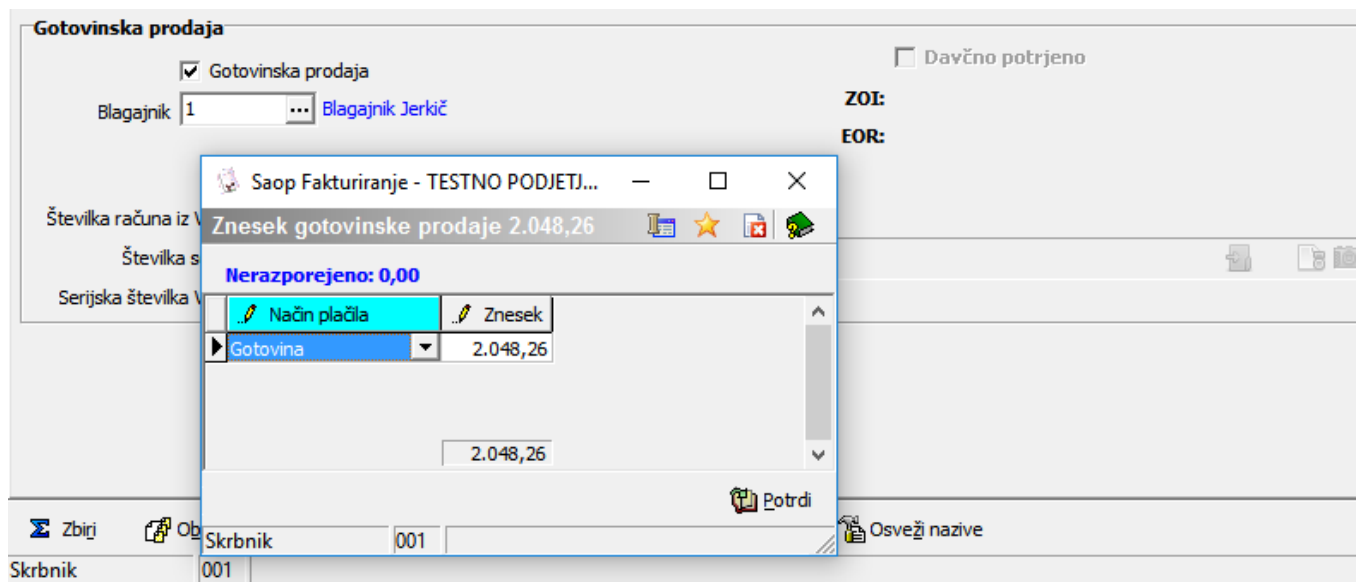 Gotovinska prodaja
Davčno potrjeno
Gotovinska prodaja
Blagajnik 1 ... Blagajnik Jerkič
ZOI:
EOR:
Saop Fakturiranje - TESTNO PODJETJ...
Številka računa iz
Znesek gotovinske prodaje 2.048,26
Številka
Nerazporejeno: 0,00
Serijska številka
Način plačila Znesek
Gotovina 2.048,26
2.048,26
Potrdi
Zbiri
Osveži nazive
Skrbnik 001
Skrbnik 001